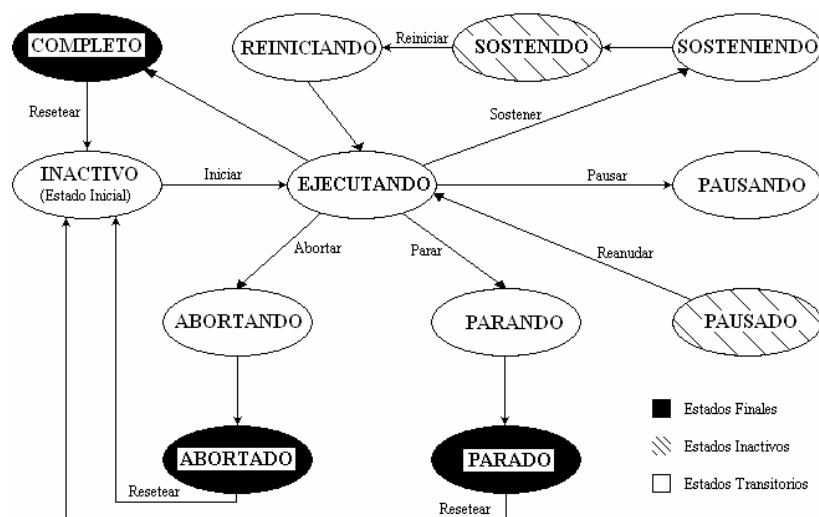 COMPLETO
REINICIANDO
Reiniciar
SOSTENIDO
SOSTENIENDO
Resetear
Sostener
INACTIVO
(Estado Inicial)
Iniciar
EJECUTANDO
Pausar
PAUSANDO
Abortar
Parar
Reanudar
ABORTANDO
PARANDO
PAUSADO
Estados Finales
Estados Inactivos
Estados Transitorios
ABORTADO
PARADO
Resetear
Resetear